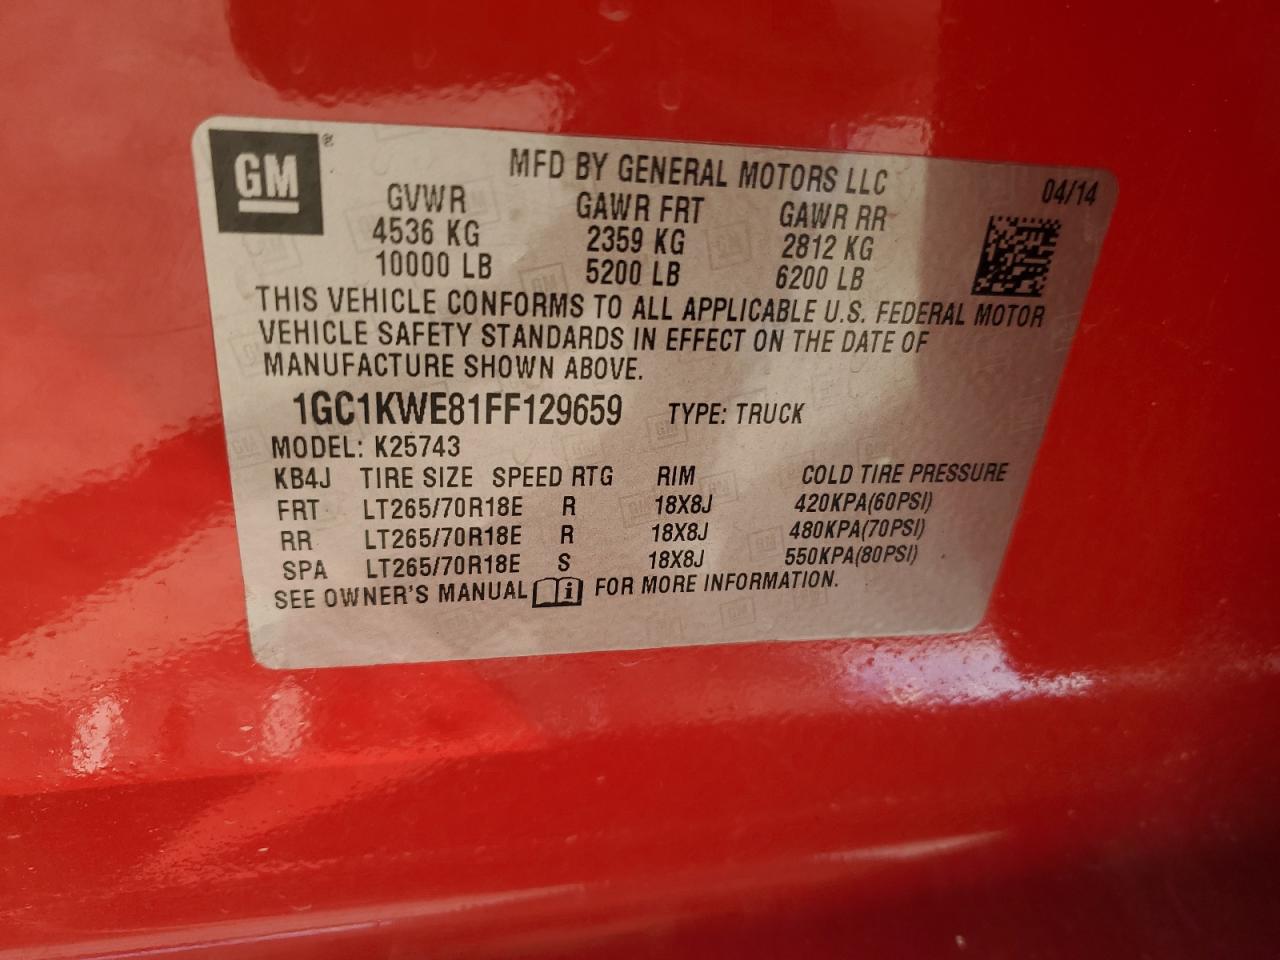 GM ®
MFD BY GENERAL MOTORS LLC 04/14
GVWR GAWR FRT GAWR RR
4536 KG 2359 KG 2812 KG
10000 LB 5200 LB 6200 LB
THIS VEHICLE CONFORMS TO ALL APPLICABLE U.S. FEDERAL MOTOR
VEHICLE SAFETY STANDARDS IN EFFECT ON THE DATE OF
MANUFACTURE SHOWN ABOVE.
1GC1KWE81FF129659 TYPE: TRUCK
MODEL: K25743
KB4J TIRE SIZE SPEED RTG RIM COLD TIRE PRESSURE
FRT LT265/70R18E R 18X8J 420KPA(60PSI)
RR LT265/70R18E R 18X8J 480KPA(70PSI)
SPA LT265/70R18E S 18X8J 550KPA(80PSI)
SEE OWNER'S MANUAL i FOR MORE INFORMATION.